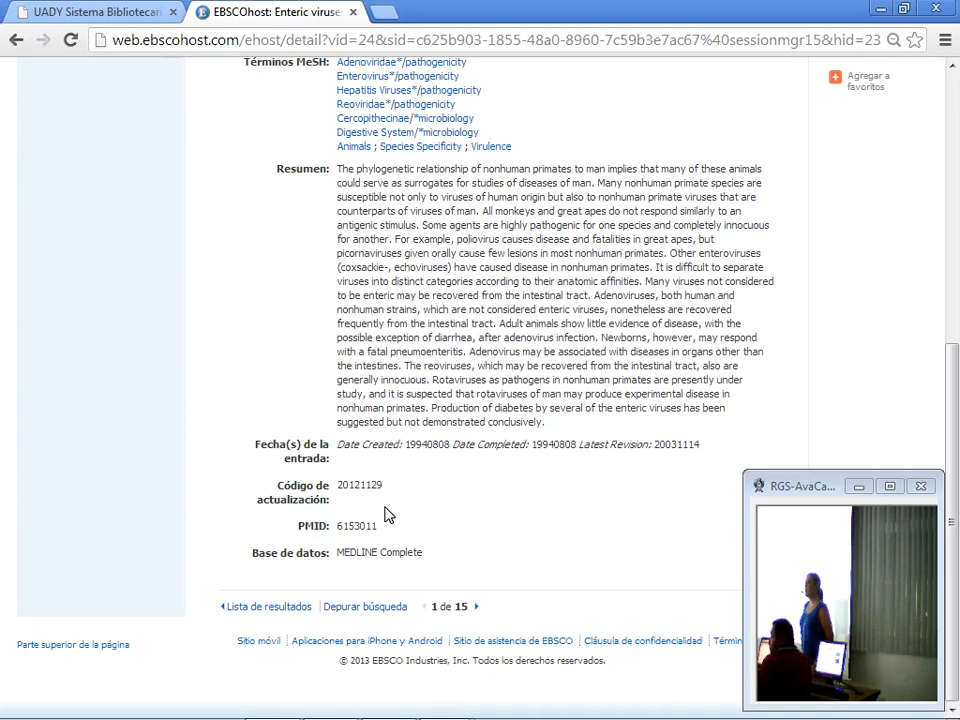 UADY Sistema Bibliotecari
EBSCOhost: Enteric viruse
web.ebscohost.com/ehost/detail?vid=24&sid=c625b903-1855-48a0-8960-7c59b3e7ac67%40sessionmgr15&hid=23
Términos MeSH: Adenoviridae*/pathogenicity
Enterovirus*/pathogenicity
Hepatitis Viruses*/pathogenicity
Reoviridae*/pathogenicity
Cercopithecinae/*microbiology
Digestive System/*microbiology
Animals ; Species Specificity ; Virulence
Agregar a
favoritos
Resumen: The phylogenetic relationship of nonhuman primates to man implies that many of these animals
could serve as surrogates for studies of diseases of man. Many nonhuman primate species are
susceptible not only to viruses of human origin but also to nonhuman primate viruses that are
counterparts of viruses of man. All monkeys and great apes do not respond similarly to an
antigenic stimulus. Some agents are highly pathogenic for one species and completely innocuous
for another. For example, poliovirus causes disease and fatalities in great apes, but
picornaviruses given orally cause few lesions in most nonhuman primates. Other enteroviruses
(coxsackie-, echoviruses) have caused disease in nonhuman primates. It is difficult to separate
viruses into distinct categories according to their anatomic affinities. Many viruses not considered
to be enteric may be recovered from the intestinal tract. Adenoviruses, both human and
nonhuman strains, which are not considered enteric viruses, nonetheless are recovered
frequently from the intestinal tract. Adult animals show little evidence of disease, with the
possible exception of diarrhea, after adenovirus infection. Newborns, however, may respond
with a fatal pneumoenteritis. Adenovirus may be associated with diseases in organs other than
the intestines. The reoviruses, which may be recovered from the intestinal tract, also are
generally innocuous. Rotaviruses as pathogens in nonhuman primates are presently under
study, and it is suspected that rotaviruses of man may produce experimental disease in
nonhuman primates. Production of diabetes by several of the enteric viruses has been
suggested but not demonstrated conclusively.
Fecha(s) de la entrada: Date Created: 19940808 Date Completed: 19940808 Latest Revision: 20031114
Código de actualización: 20121129
PMID: 6153011
Base de datos: MEDLINE Complete
RGS-AvaCa...
Lista de resultados Depurar búsqueda 1 de 15
Parte superior de la página
Sitio móvil Aplicaciones para iPhone y Android Sitio de asistencia de EBSCO Cláusula de confidencialidad Términ
© 2013 EBSCO Industries, Inc. Todos los derechos reservados.